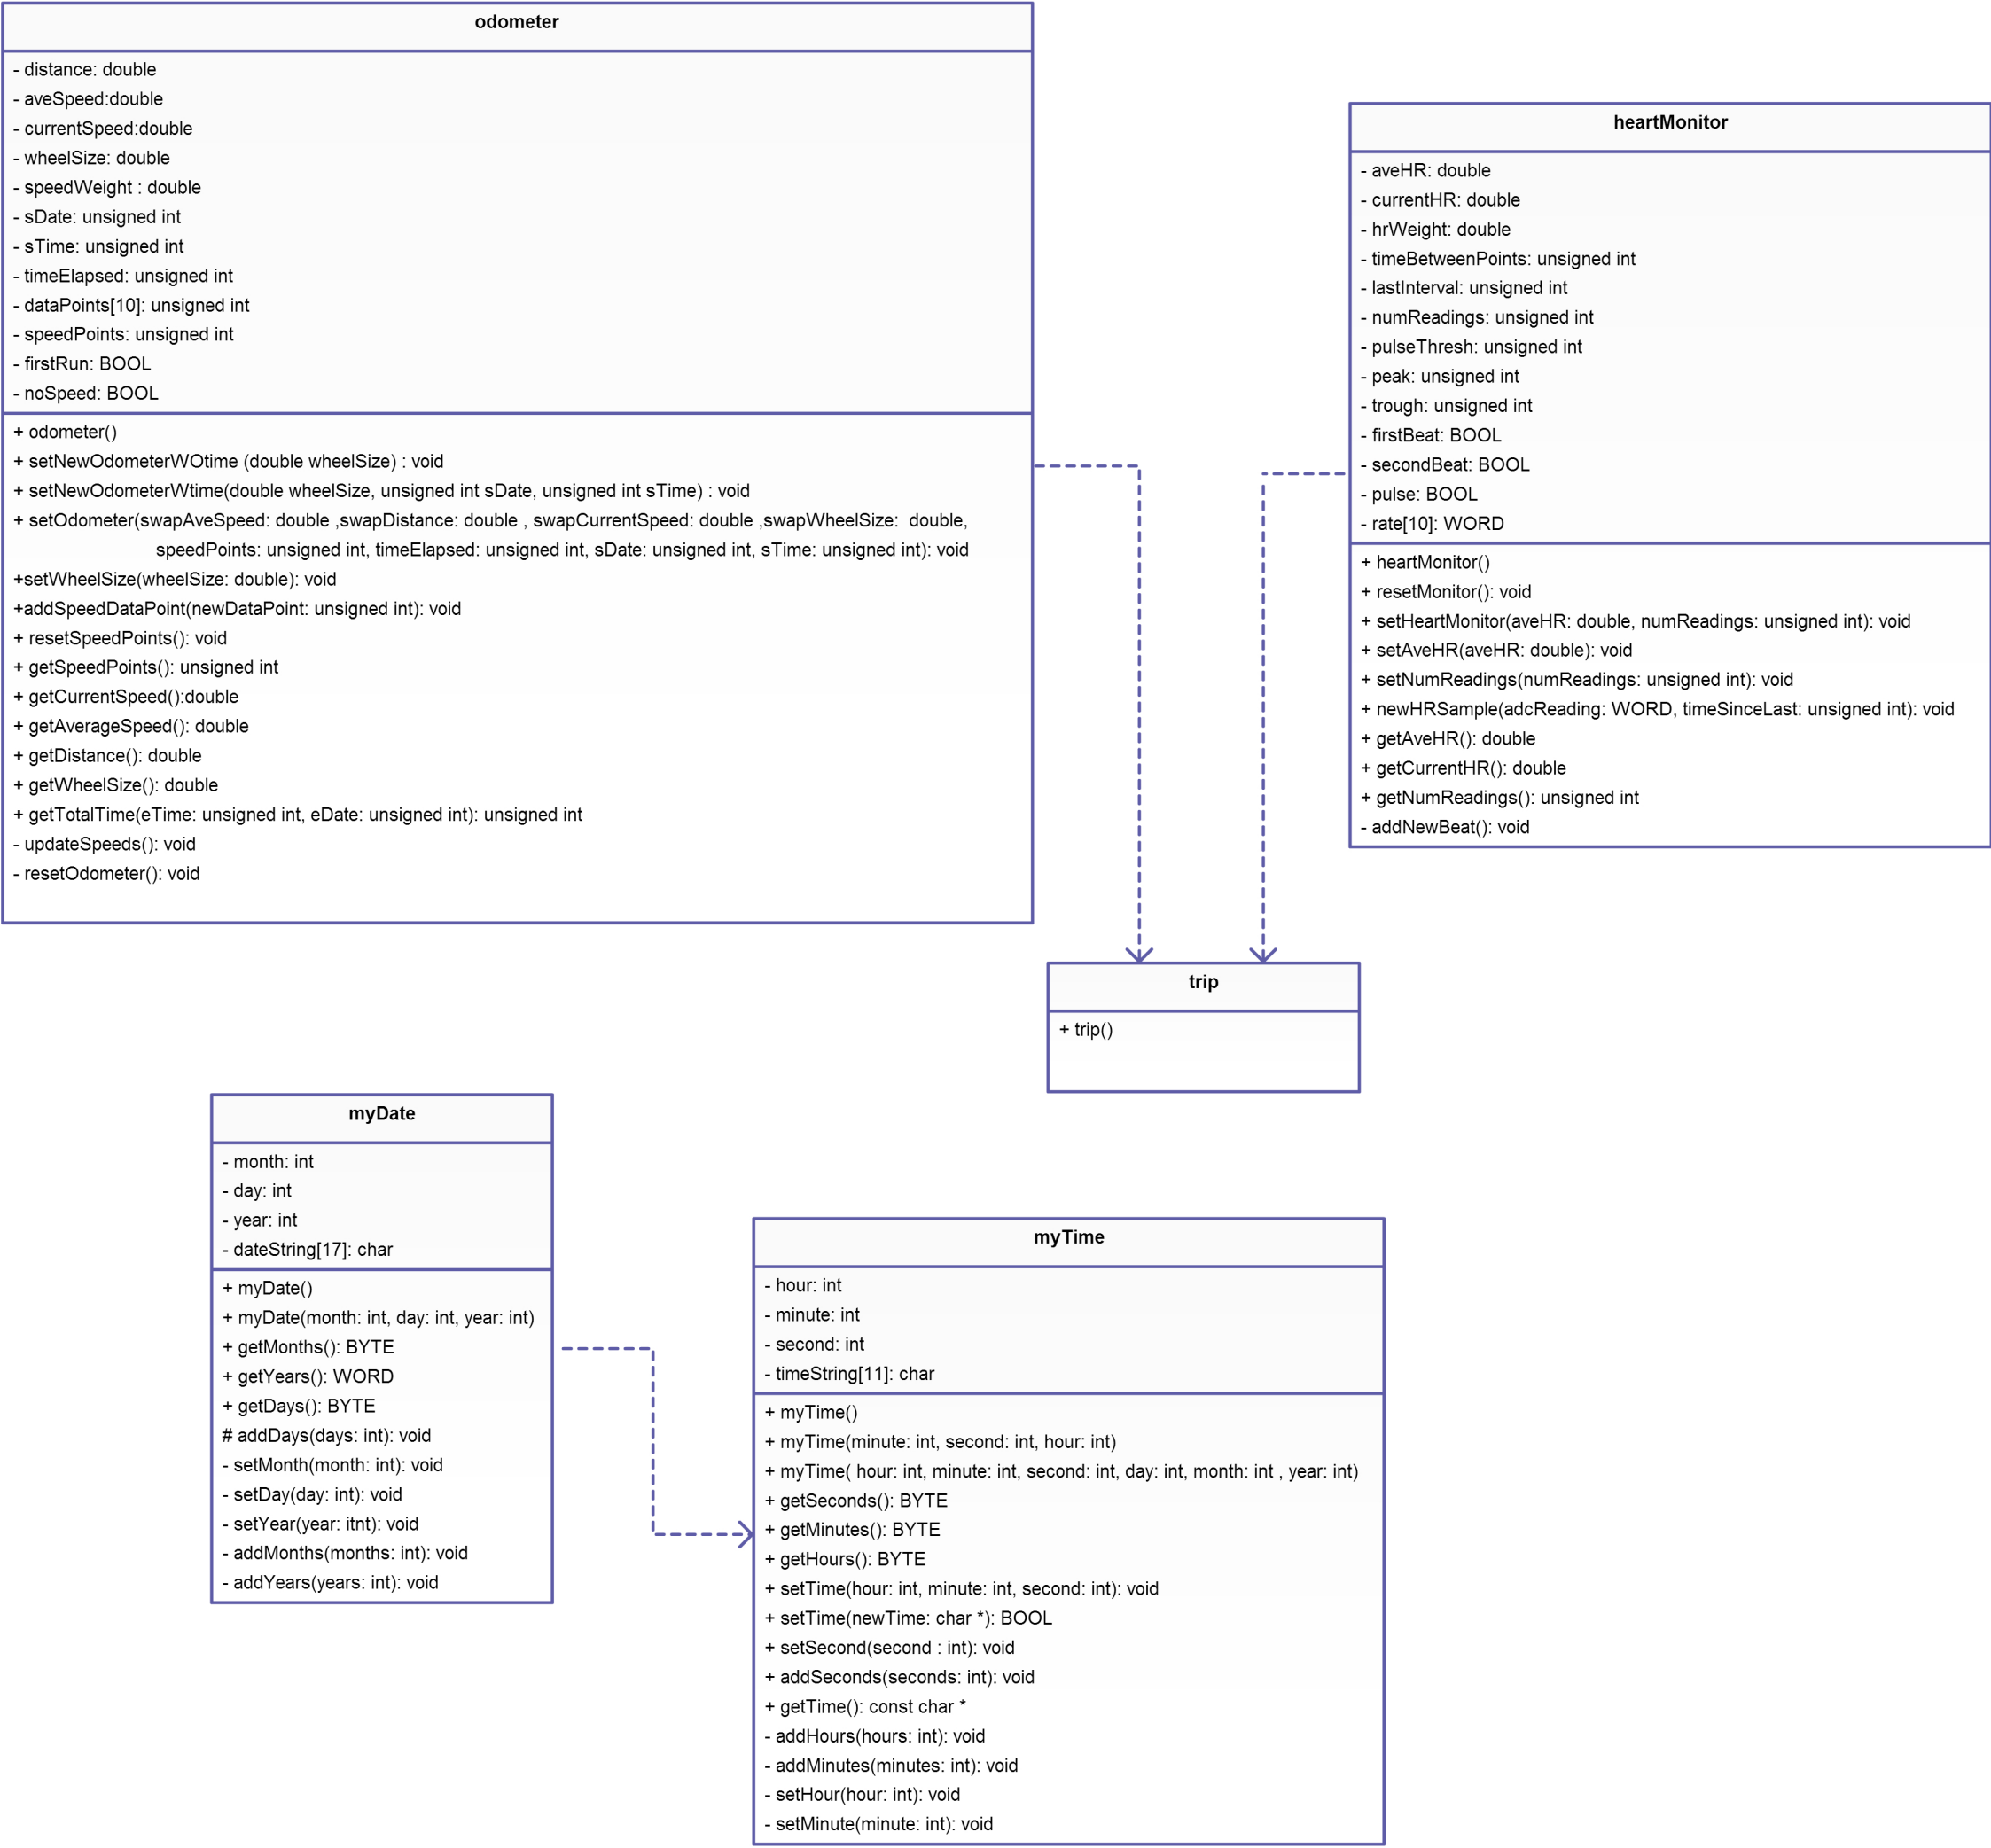 odometer
- distance: double
- aveSpeed:double
- currentSpeed:double
- wheelSize: double
- speedWeight : double
- sDate: unsigned int
- sTime: unsigned int
- timeElapsed: unsigned int
- dataPoints[10]: unsigned int
- speedPoints: unsigned int
- firstRun: BOOL
- noSpeed: BOOL
+ odometer()
+ setNewOdometerWOtime (double wheelSize) : void
+ setNewOdometerWtime(double wheelSize, unsigned int sDate, unsigned int sTime) : void
+ setOdometer(swapAveSpeed: double ,swapDistance: double , swapCurrentSpeed: double ,swapWheelSize:  double,
speedPoints: unsigned int, timeElapsed: unsigned int, sDate: unsigned int, sTime: unsigned int): void
+setWheelSize(wheelSize: double): void
+addSpeedDataPoint(newDataPoint: unsigned int): void
+ resetSpeedPoints(): void
+ getSpeedPoints(): unsigned int
+ getCurrentSpeed():double
+ getAverageSpeed(): double
+ getDistance(): double
+ getWheelSize(): double
+ getTotalTime(eTime: unsigned int, eDate: unsigned int): unsigned int
- updateSpeeds(): void
- resetOdometer(): void
heartMonitor
- aveHR: double
- currentHR: double
- hrWeight: double
- timeBetweenPoints: unsigned int
- lastInterval: unsigned int
- numReadings: unsigned int
- pulseThresh: unsigned int
- peak: unsigned int
- trough: unsigned int
- firstBeat: BOOL
- secondBeat: BOOL
- pulse: BOOL
- rate[10]: WORD
+ heartMonitor()
+ resetMonitor(): void
+ setHeartMonitor(aveHR: double, numReadings: unsigned int): void
+ setAveHR(aveHR: double): void
+ setNumReadings(numReadings: unsigned int): void
+ newHRSample(adcReading: WORD, timeSinceLast: unsigned int): void
+ getAveHR(): double
+ getCurrentHR(): double
+ getNumReadings(): unsigned int
- addNewBeat(): void
trip
+ trip()
myDate
- month: int
- day: int
- year: int
- dateString[17]: char
+ myDate()
+ myDate(month: int, day: int, year: int)
+ getMonths(): BYTE
+ getYears(): WORD
+ getDays(): BYTE
# addDays(days: int): void
- setMonth(month: int): void
- setDay(day: int): void
- setYear(year: itnt): void
- addMonths(months: int): void
- addYears(years: int): void
myTime
- hour: int
- minute: int
- second: int
- timeString[11]: char
+ myTime()
+ myTime(minute: int, second: int, hour: int)
+ myTime( hour: int, minute: int, second: int, day: int, month: int , year: int)
+ getSeconds(): BYTE
+ getMinutes(): BYTE
+ getHours(): BYTE
+ setTime(hour: int, minute: int, second: int): void
+ setTime(newTime: char *): BOOL
+ setSecond(second : int): void
+ addSeconds(seconds: int): void
+ getTime(): const char *
- addHours(hours: int): void
- addMinutes(minutes: int): void
- setHour(hour: int): void
- setMinute(minute: int): void